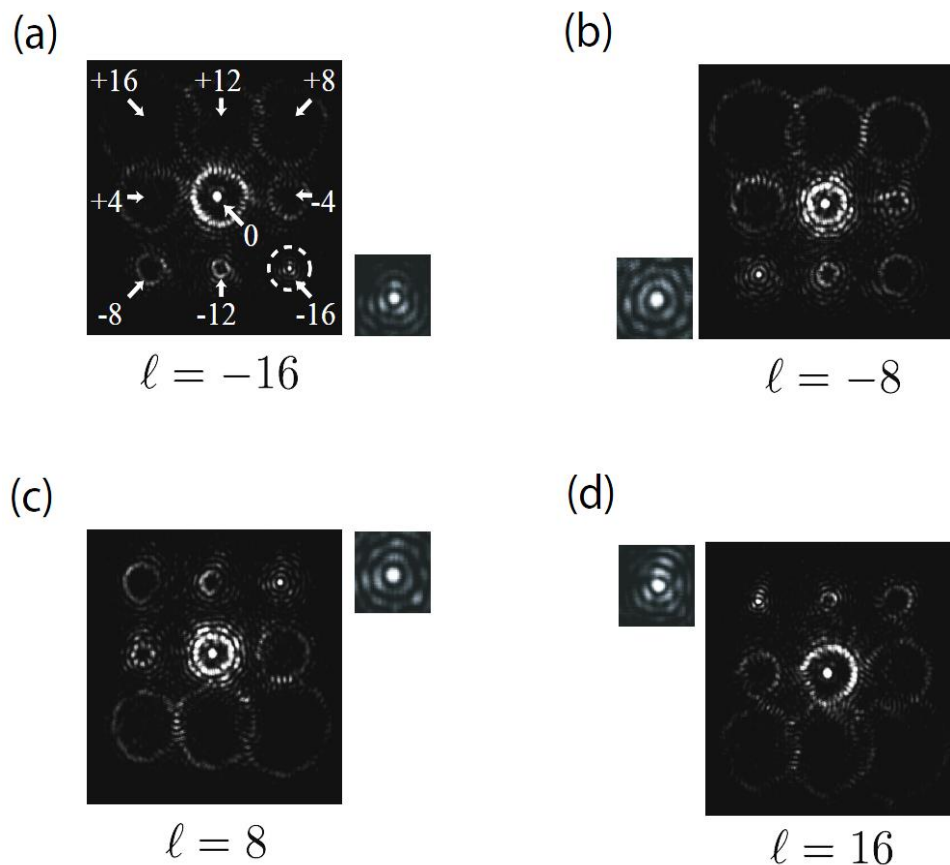 (a)
+16 +12 +8
+4 -4
0
-8 -12 -16
ℓ = −16
(b)
ℓ = −8
(c)
ℓ = 8
(d)
ℓ = 16